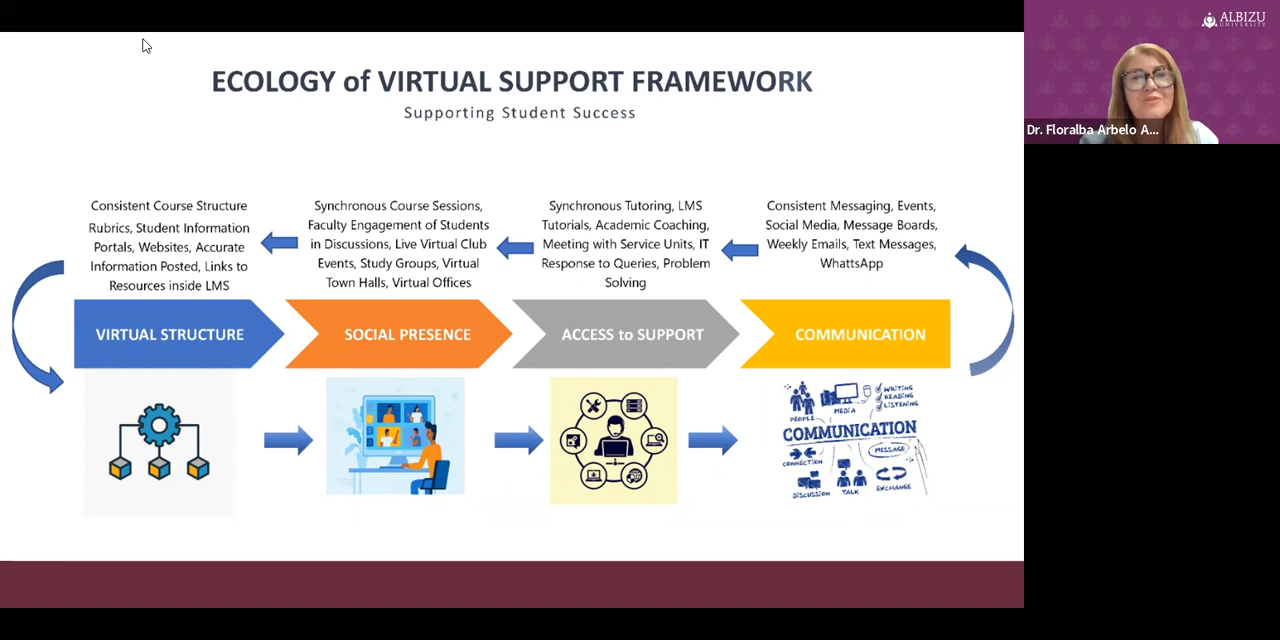 ECOLOGY of VIRTUAL SUPPORT FRAMEWORK
Supporting Student Success
Consistent Course Structure
Rubrics, Student Information
Portals, Websites, Accurate
Information Posted, Links to
Resources inside LMS
Synchronous Course Sessions,
Faculty Engagement of Students
in Discussions, Live Virtual Club
Events, Study Groups, Virtual
Town Halls, Virtual Offices
Synchronous Tutoring, LMS
Tutorials, Academic Coaching,
Meeting with Service Units, IT
Response to Queries, Problem
Solving
Consistent Messaging, Events,
Social Media, Message Boards,
Weekly Emails, Text Messages,
WhattsApp
VIRTUAL STRUCTURE
SOCIAL PRESENCE
ACCESS to SUPPORT
COMMUNICATION
PEOPLE
MEDIA
WRITING
READING
LISTENING
COMMUNICATION
CONNECTION
MESSAGE
DISCUSSION
TALK
EXCHANGE
ALBIZU
UNIVERSITY
Dr. Floralba Arbelo A...